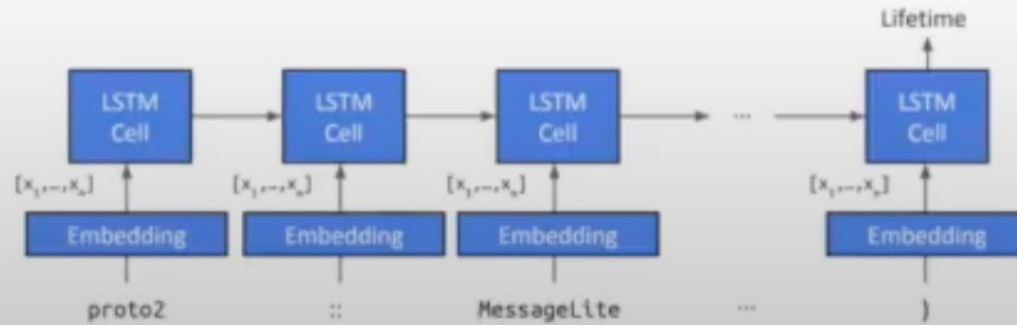 Lifetime
LSTM LSTM LSTM LSTM
Cell Cell Cell ... Cell
[x₁,…,xₙ] [x₁,…,xₙ] [x₁,…,xₙ] [x₁,…,xₙ]
Embedding Embedding Embedding Embedding
proto2 :: MessageLite ... )